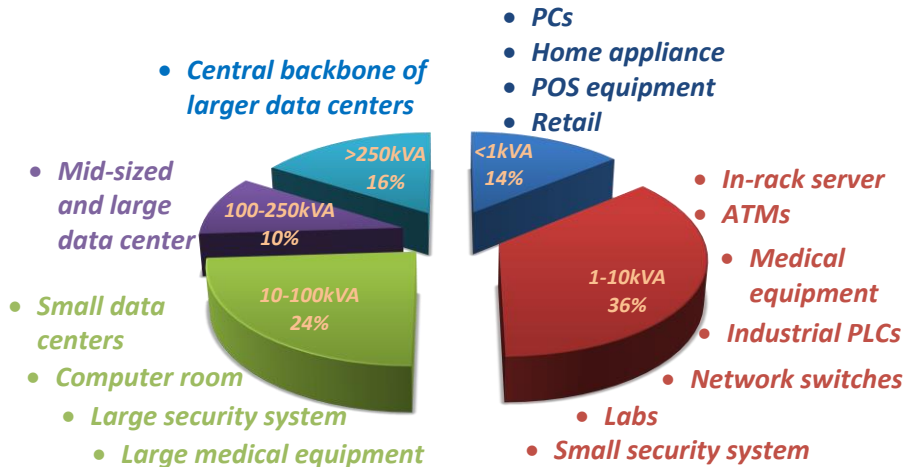 • PCs
• Home appliance
• POS equipment
• Retail
• Central backbone of
larger data centers
>250kVA
16%
<1kVA
14%
• Mid-sized
and large
data center
100-250kVA
10%
• In-rack server
• ATMs
• Medical
equipment
• Industrial PLCs
• Network switches
• Labs
• Small security system
1-10kVA
36%
10-100kVA
24%
• Small data
centers
• Computer room
• Large security system
• Large medical equipment